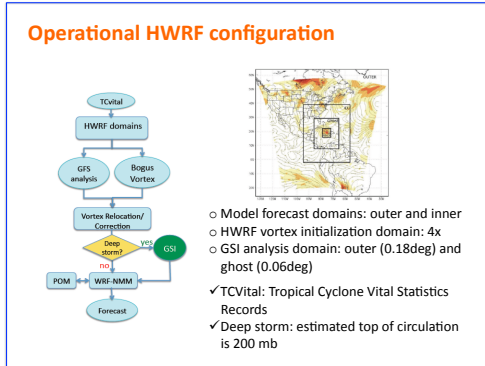 Operational HWRF configuration
TCvital
HWRF domains
GFS
analysis
Bogus
Vortex
Vortex Relocation/
Correction
Deep
storm?
yes
GSI
no
POM
WRF-NMM
Forecast
OUTER
○ Model forecast domains: outer and inner
○ HWRF vortex initialization domain: 4x
○ GSI analysis domain: outer (0.18deg) and
ghost (0.06deg)
✓TCVital: Tropical Cyclone Vital Statistics
Records
✓Deep storm: estimated top of circulation
is 200 mb